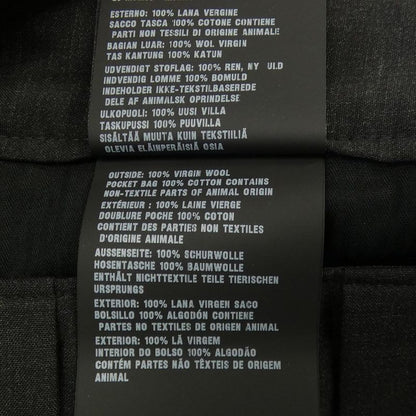 ESTERNO: 100% LANA VERGINE
SACCO TASCA 100% COTONE CONTIENE
PARTI NON TESSILI DI ORIGINE ANIMALE
BAGIAN LUAR: 100% WOL VIRGIN
TAS KANTUNG 100% KATUN
UDVENDIGT STOFLAG: 100% REN, NY ULD
INDVENDIG LOMME 100% BOMULD
INDEHOLDER IKKE-TEKSTILBASEREDE
DELE AF ANIMALSK OPRINDELSE
ULKOPUOLI: 100% UUSI VILLA
TASKUPUSSI 100% PUUVILLA
SISÄLTÄÄ MUUTA KUIN TEKSTIILIÄ
OLEVIA ELÄINPERÄISIÄ OSIA
OUTSIDE: 100% VIRGIN WOOL
POCKET BAG 100% COTTON CONTAINS
NON-TEXTILE PARTS OF ANIMAL ORIGIN
EXTÉRIEUR : 100% LAINE VIERGE
DOUBLURE POCHE 100% COTON
CONTIENT DES PARTIES NON TEXTILES
D'ORIGINE ANIMALE
AUSSENSEITE: 100% SCHURWOLLE
HOSENTASCHE 100% BAUMWOLLE
ENTHÄLT NICHTTEXTILE TEILE TIERISCHEN
URSPRUNGS
EXTERIOR: 100% LANA VIRGEN SACO
BOLSILLO 100% ALGODÓN CONTIENE
PARTES NO TEXTILES DE ORIGEN ANIMAL
EXTERIOR: 100% LÃ VIRGEM
INTERIOR DO BOLSO 100% ALGODÃO
CONTÉM PARTES NÃO TÊXTEIS DE ORIGEM
ANIMAL